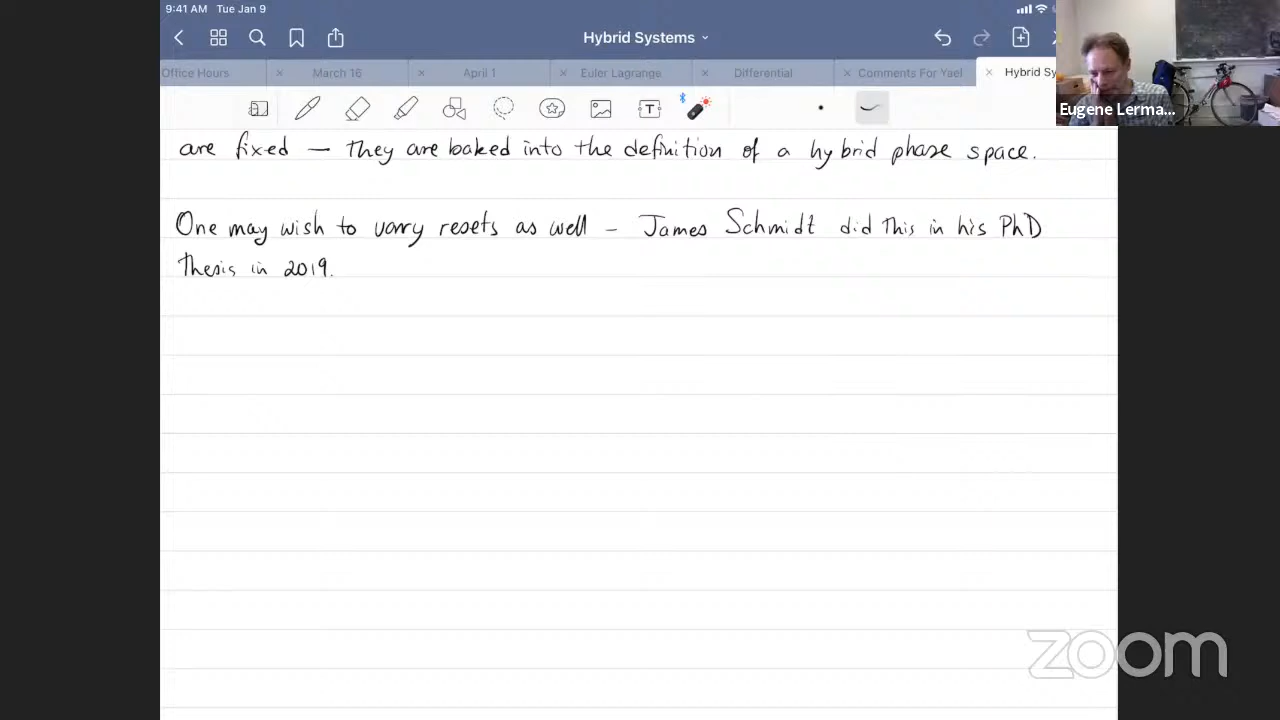 9:41 AM Tue Jan 9
Hybrid Systems
Office Hours
March 16
April 1
Euler Lagrange
Differential
Comments For Yael
Hybrid Sy
Eugene Lerma...
are fixed — they are baked into the definition of a hybrid phase space.
One may wish to vary resets as well – James Schmidt did this in his PhD
thesis in 2019.
zoom